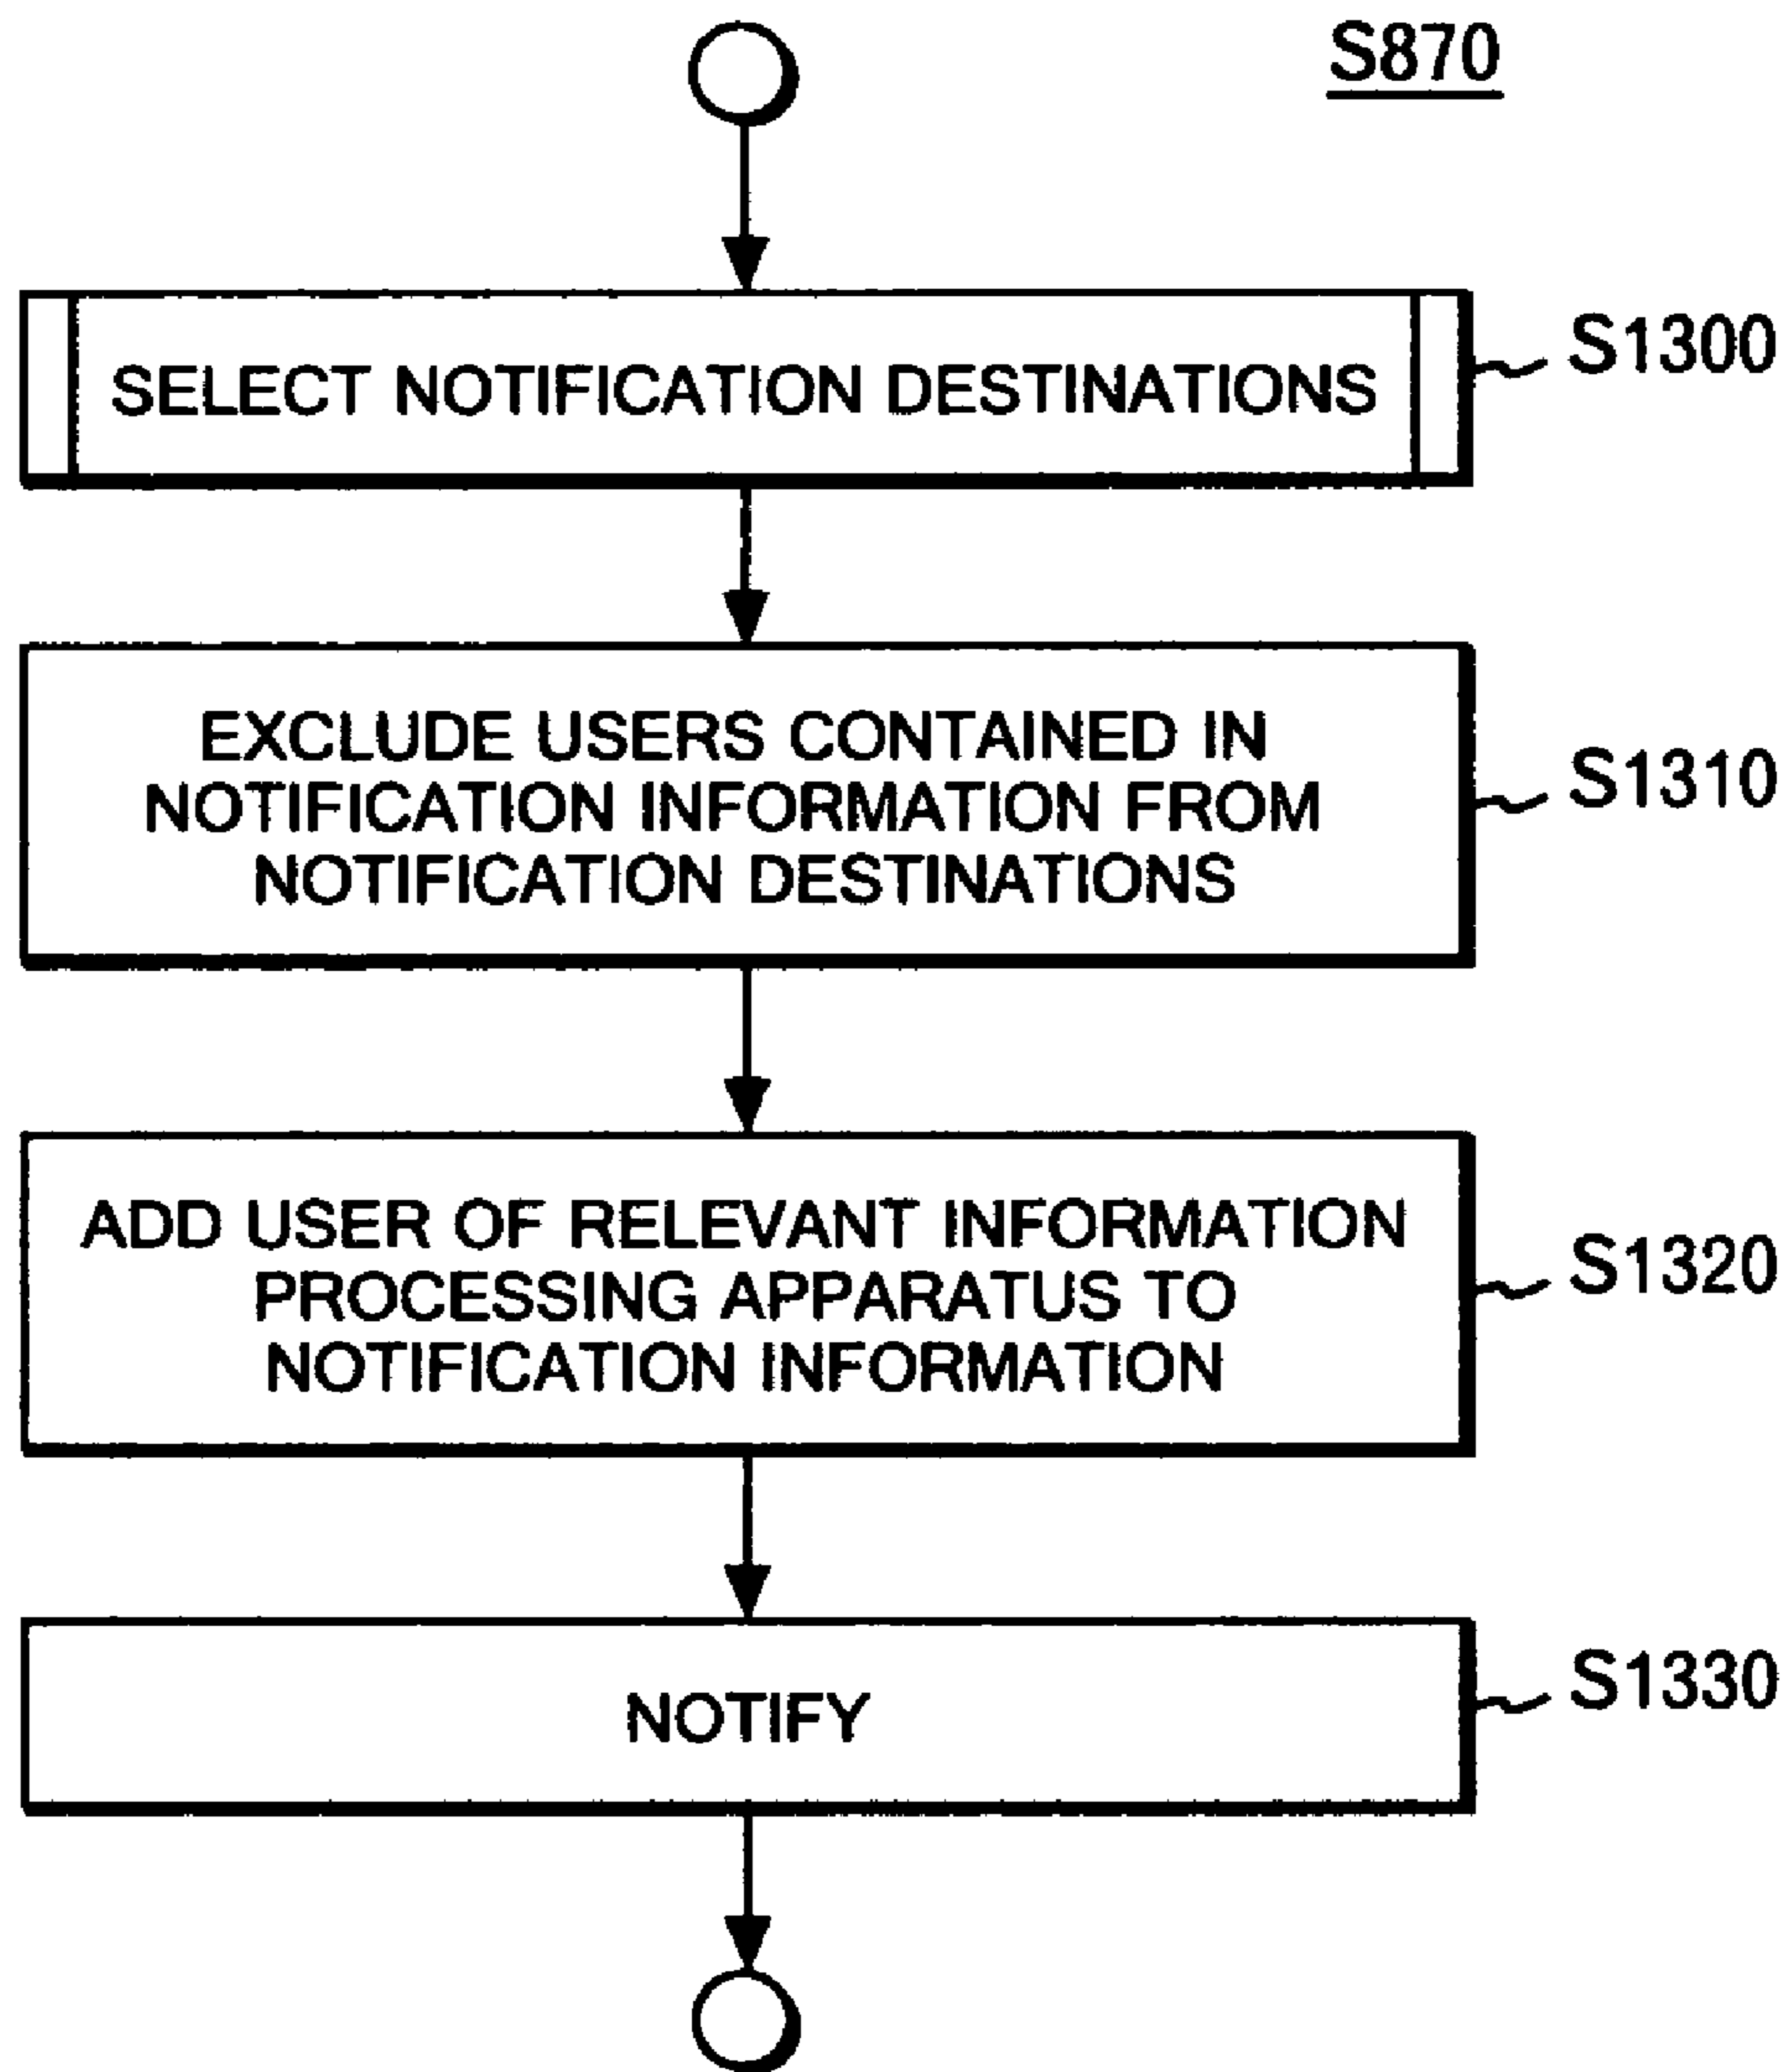 S870
SELECT NOTIFICATION DESTINATIONS
S1300
EXCLUDE USERS CONTAINED IN
NOTIFICATION INFORMATION FROM
NOTIFICATION DESTINATIONS
S1310
ADD USER OF RELEVANT INFORMATION
PROCESSING APPARATUS TO
NOTIFICATION INFORMATION
S1320
NOTIFY
S1330